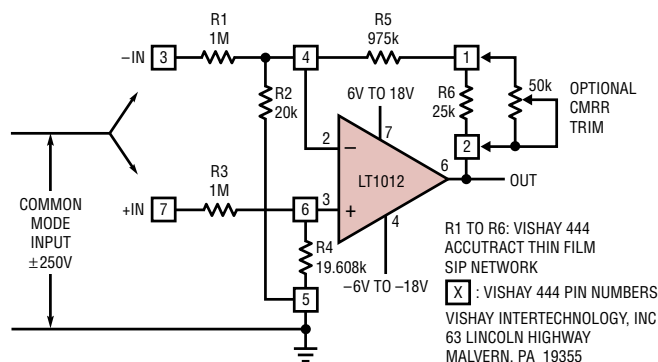 R1
1M
–IN
3
4
R5
975k
1
R2
20k
R6
25k
50k
OPTIONAL
CMRR
TRIM
6V TO 18V
2
7
2
–
LT1012
6
OUT
R3
1M
+IN
7
6
3
+
4
COMMON
MODE
INPUT
±250V
R4
19.608k
–6V TO –18V
5
R1 TO R6: VISHAY 444
ACCUTRACT THIN FILM
SIP NETWORK
X : VISHAY 444 PIN NUMBERS
VISHAY INTERTECHNOLOGY, INC
63 LINCOLN HIGHWAY
MALVERN, PA 19355